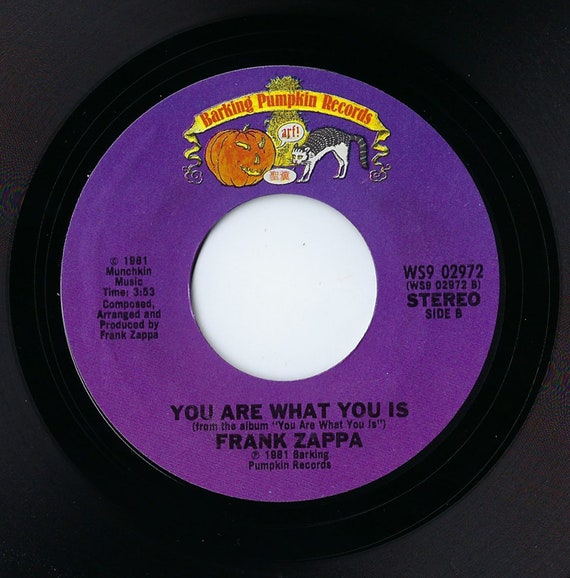 Barking Pumpkin Records
arf!
聖漢
© 1981
Munchkin
Music
Time: 3:53
Composed,
Arranged and
Produced by
Frank Zappa
WS9 02972
(WS9 02972 B)
STEREO
SIDE B
YOU ARE WHAT YOU IS
(from the album "You Are What You Is")
FRANK ZAPPA
℗ 1981 Barking
Pumpkin Records